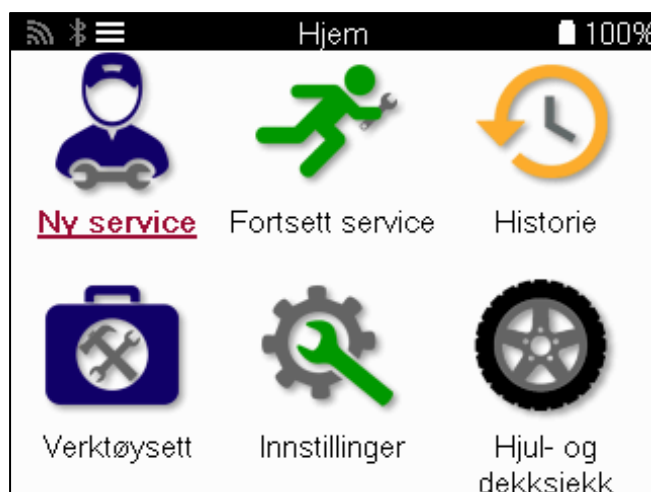 Hjem 100%
Ny service Fortsett service Historie
Verktøysett Innstillinger Hjul- og
dekksjekk